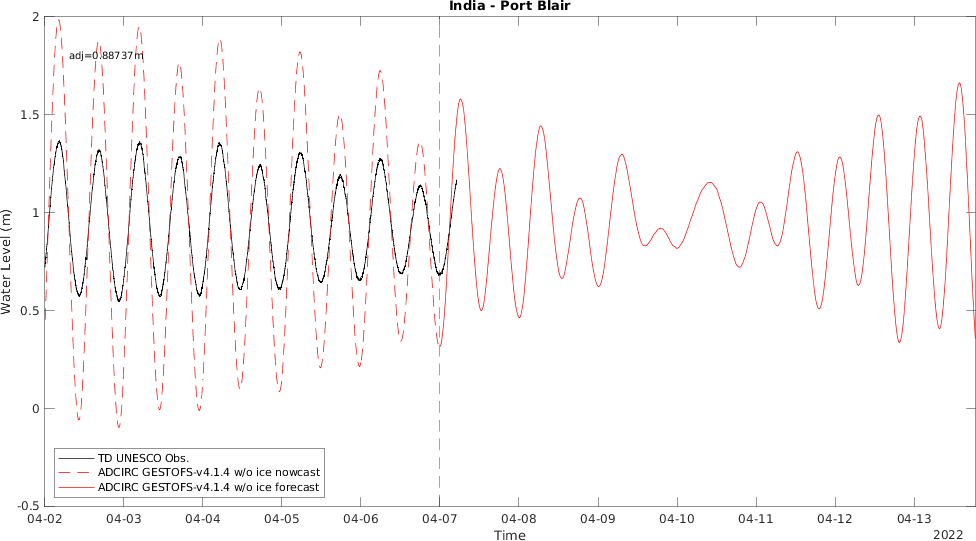 India - Port Blair
2
1.5
1
0.5
0
-0.5
Water Level (m)
adj=0.88737m
TD UNESCO Obs.
ADCIRC GESTOFS-v4.1.4 w/o ice nowcast
ADCIRC GESTOFS-v4.1.4 w/o ice forecast
04-02 04-03 04-04 04-05 04-06 04-07 04-08 04-09 04-10 04-11 04-12 04-13
Time
2022